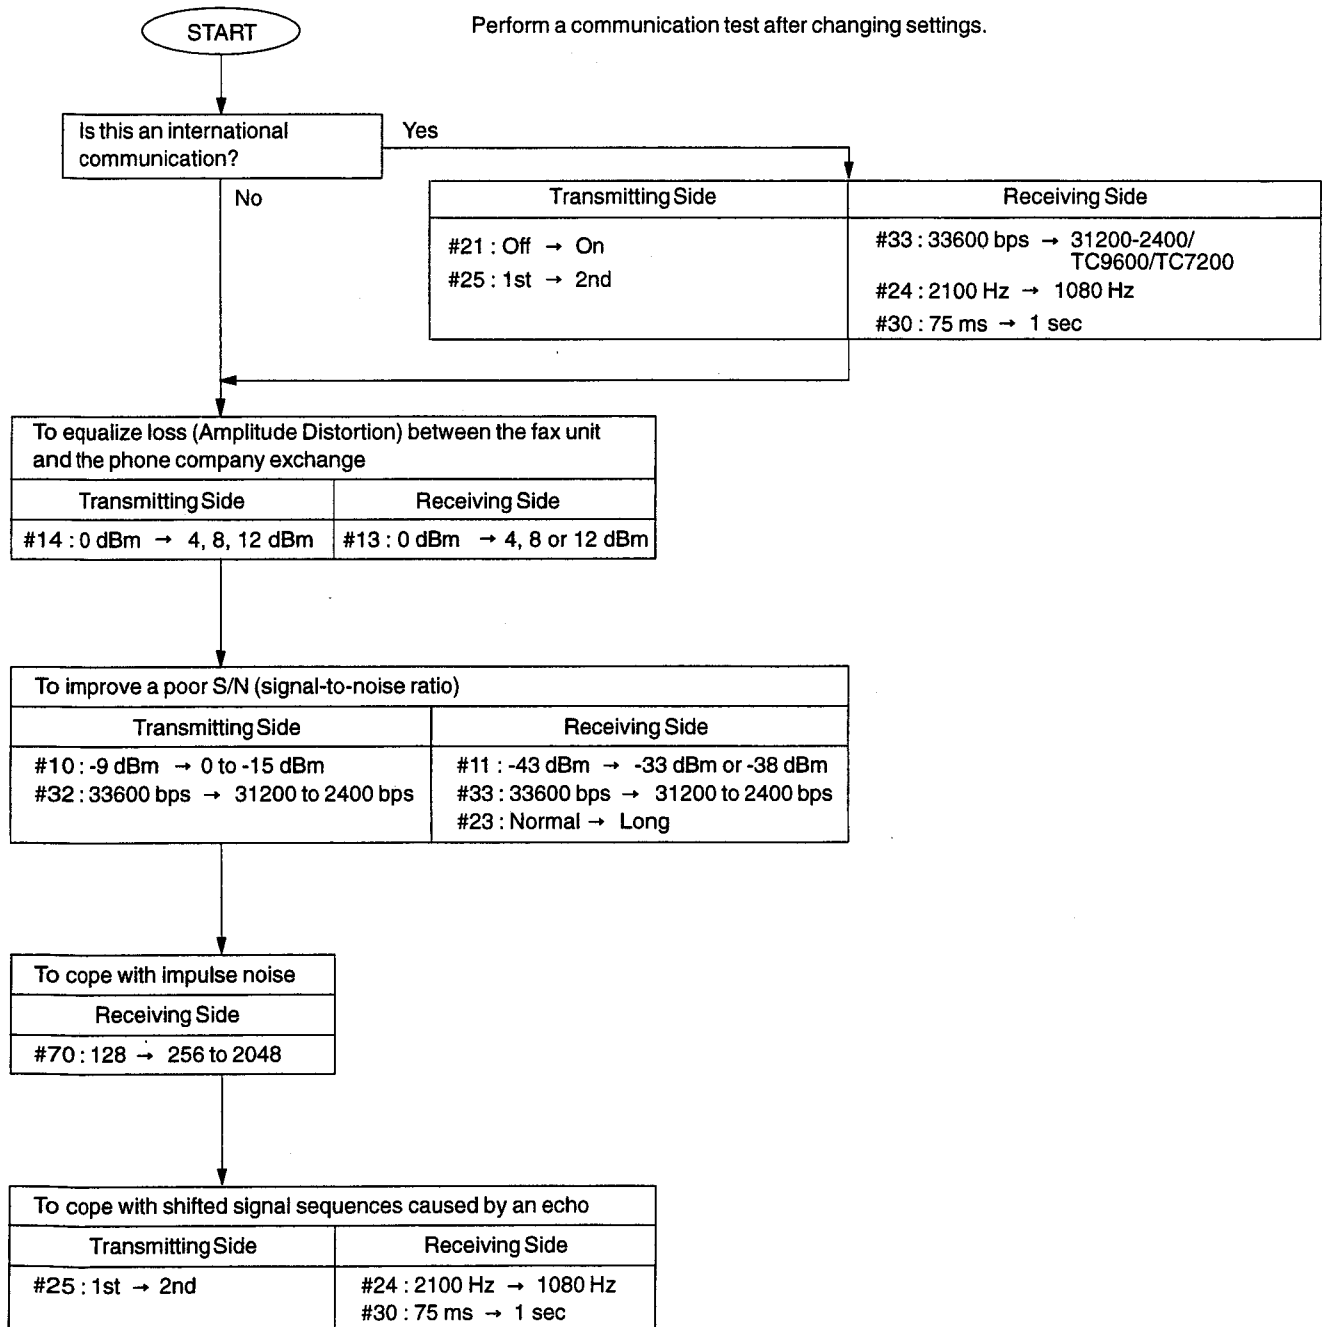 START
Perform a communication test after changing settings.
Is this an international
communication?
Yes
No
Transmitting Side
Receiving Side
#21 : Off → On
#25 : 1st → 2nd
#33 : 33600 bps → 31200-2400/
TC9600/TC7200
#24 : 2100 Hz → 1080 Hz
#30 : 75 ms → 1 sec
To equalize loss (Amplitude Distortion) between the fax unit
and the phone company exchange
Transmitting Side
Receiving Side
#14 : 0 dBm → 4, 8, 12 dBm
#13 : 0 dBm → 4, 8 or 12 dBm
To improve a poor S/N (signal-to-noise ratio)
Transmitting Side
Receiving Side
#10 : -9 dBm → 0 to -15 dBm
#32 : 33600 bps → 31200 to 2400 bps
#11 : -43 dBm → -33 dBm or -38 dBm
#33 : 33600 bps → 31200 to 2400 bps
#23 : Normal → Long
To cope with impulse noise
Receiving Side
#70 : 128 → 256 to 2048
To cope with shifted signal sequences caused by an echo
Transmitting Side
Receiving Side
#25 : 1st → 2nd
#24 : 2100 Hz → 1080 Hz
#30 : 75 ms → 1 sec